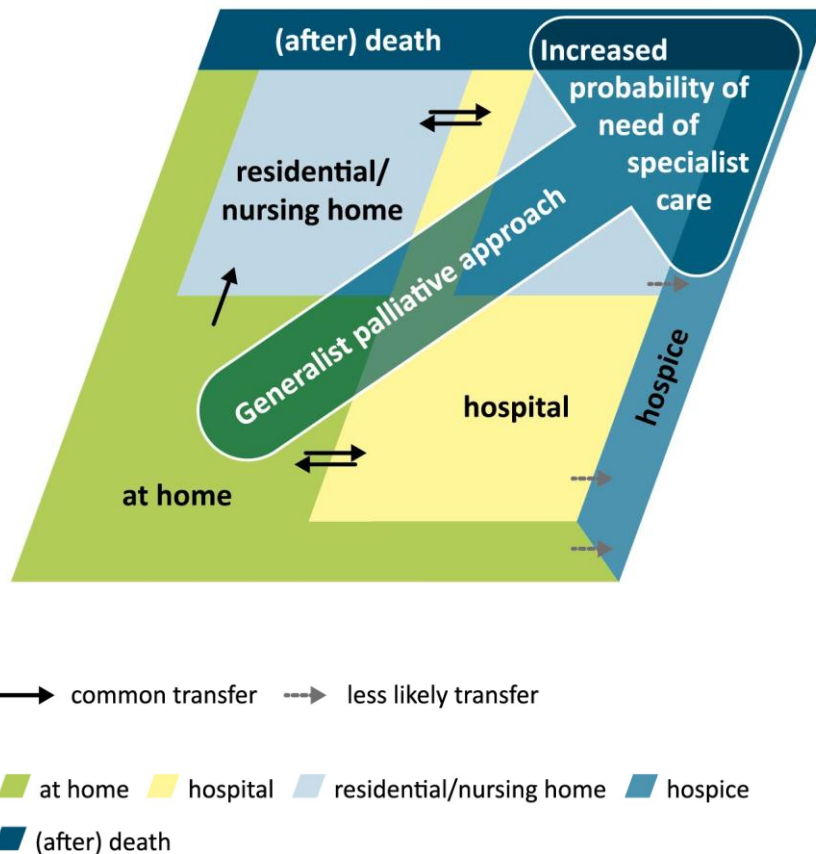 (after) death
Increased
probability of
need of
specialist
care
residential/
nursing home
Generalist palliative approach
hospital
hospice
at home
common transfer less likely transfer
at home hospital residential/nursing home hospice
(after) death